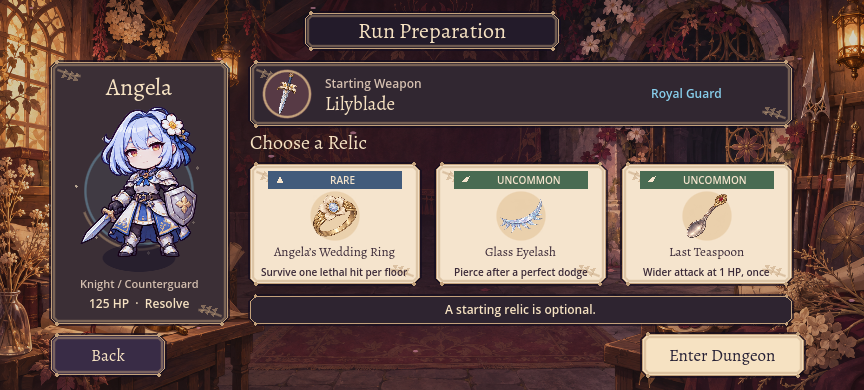 Run Preparation
Angela
Knight / Counterguard
125 HP · Resolve
Starting Weapon
Lilyblade
Royal Guard
Choose a Relic
RARE
Angela's Wedding Ring
Survive one lethal hit per floor
UNCOMMON
Glass Eyelash
Pierce after a perfect dodge
UNCOMMON
Last Teaspoon
Wider attack at 1 HP, once
A starting relic is optional.
Back
Enter Dungeon